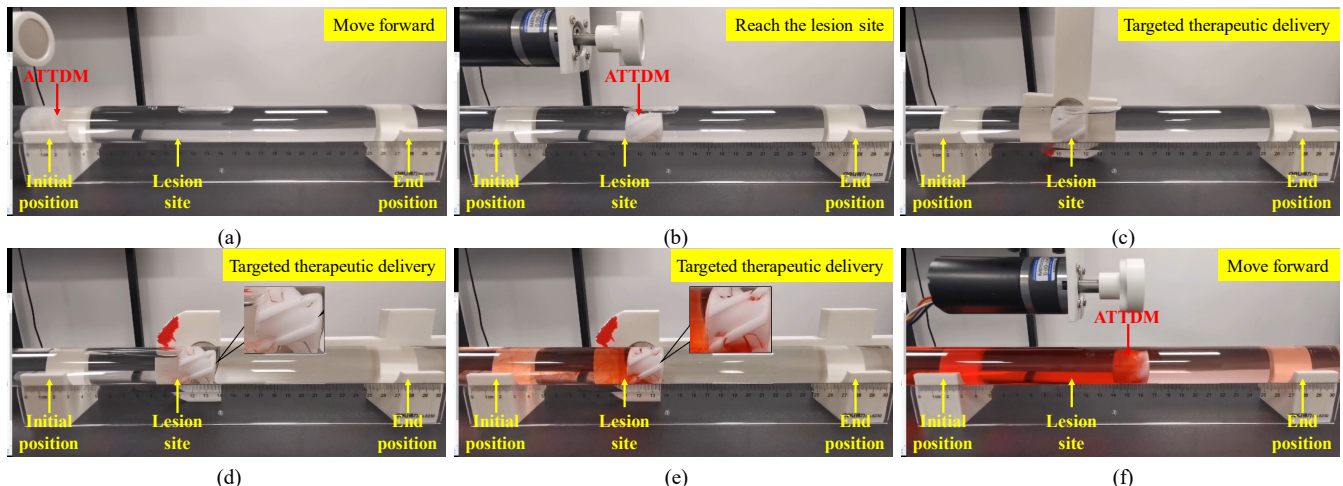 Move forward
ATTDM
Initial
position
Lesion
site
End
position
(a)
Reach the lesion site
ATTDM
Initial
position
Lesion
site
End
position
(b)
Targeted therapeutic delivery
Initial
position
Lesion
site
End
position
(c)
Targeted therapeutic delivery
Initial
position
Lesion
site
End
position
(d)
Targeted therapeutic delivery
Initial
position
Lesion
site
End
position
(e)
Move forward
ATTDM
Initial
position
Lesion
site
End
position
(f)